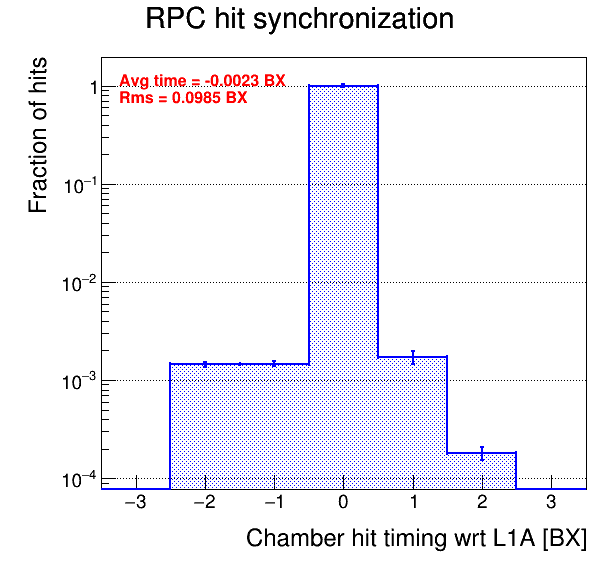 RPC hit synchronization
Fraction of hits
Avg time = -0.0023 BX
Rms = 0.0985 BX
1
10⁻¹
10⁻²
10⁻³
10⁻⁴
−3 −2 −1 0 1 2 3
Chamber hit timing wrt L1A [BX]